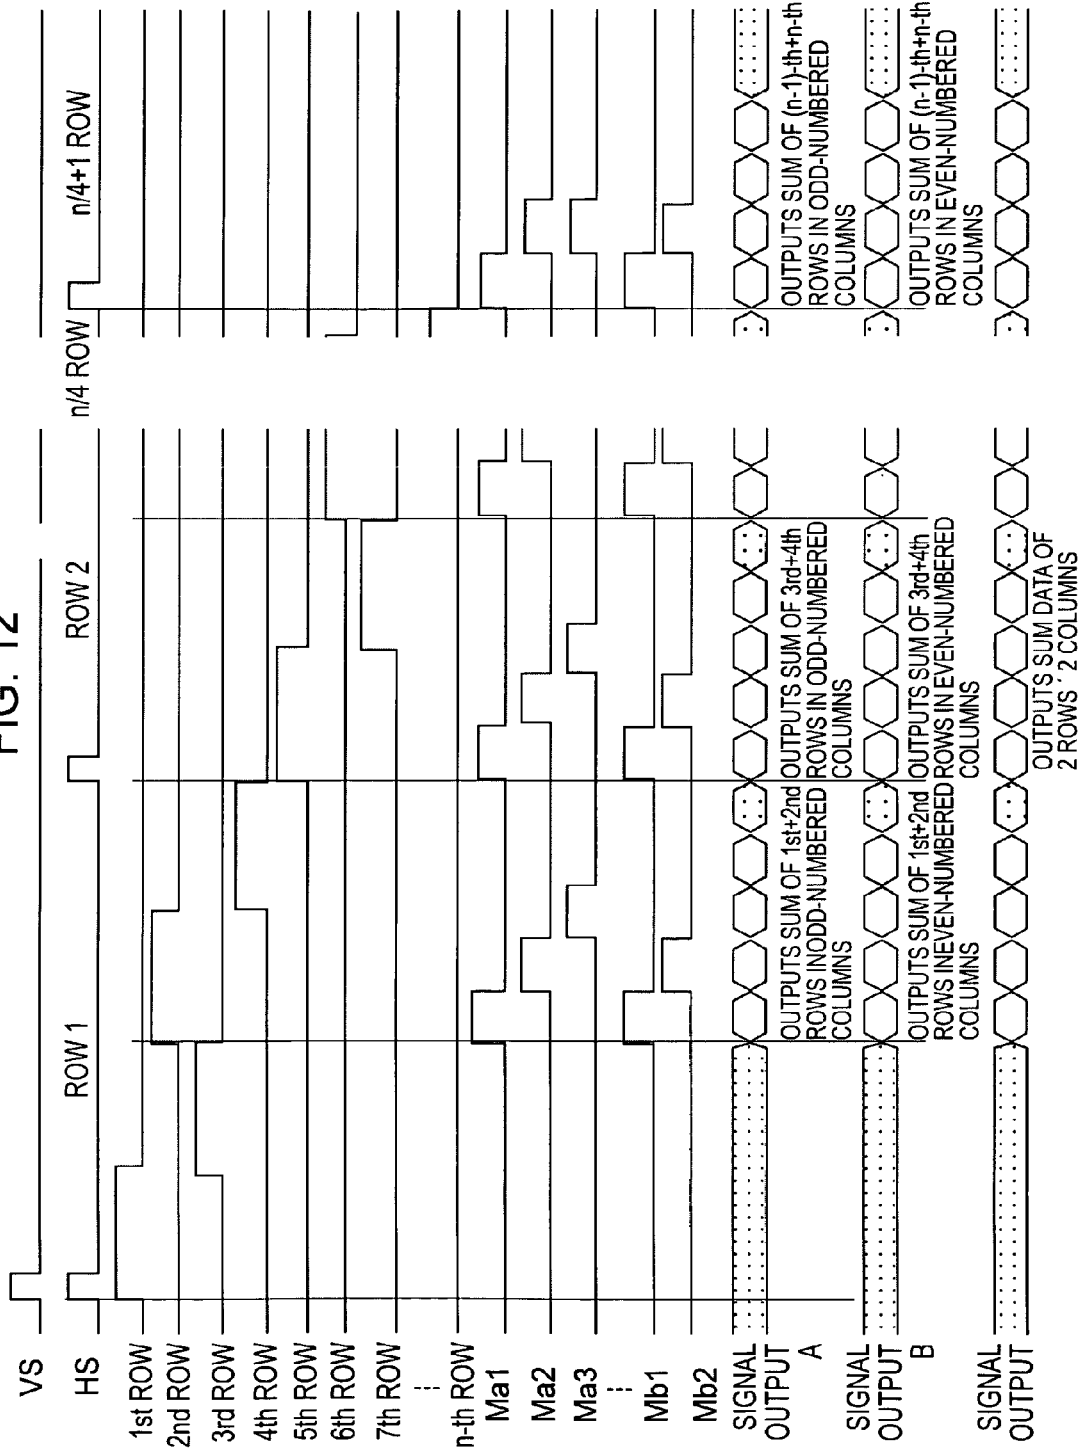 FIG. 12
VS
HS
ROW 1
ROW 2
n/4 ROW
n/4+1 ROW
1st ROW
2nd ROW
3rd ROW
4th ROW
5th ROW
6th ROW
7th ROW
n-th ROW
Ma1
Ma2
Ma3
Mb1
Mb2
SIGNAL
OUTPUT
A
OUTPUTS SUM OF 1st+2nd
ROWS INODD-NUMBERED
COLUMNS
OUTPUTS SUM OF 3rd+4th
ROWS IN ODD-NUMBERED
COLUMNS
OUTPUTS SUM OF (n-1)-th+n-th
ROWS IN ODD-NUMBERED
COLUMNS
SIGNAL
OUTPUT
B
OUTPUTS SUM OF 1st+2nd
ROWS INEVEN-NUMBERED
COLUMNS
OUTPUTS SUM OF 3rd+4th
ROWS IN EVEN-NUMBERED
COLUMNS
OUTPUTS SUM OF (n-1)-th+n-th
ROWS IN EVEN-NUMBERED
COLUMNS
SIGNAL
OUTPUT
OUTPUTS SUM DATA OF
2 ROWS ' 2 COLUMNS